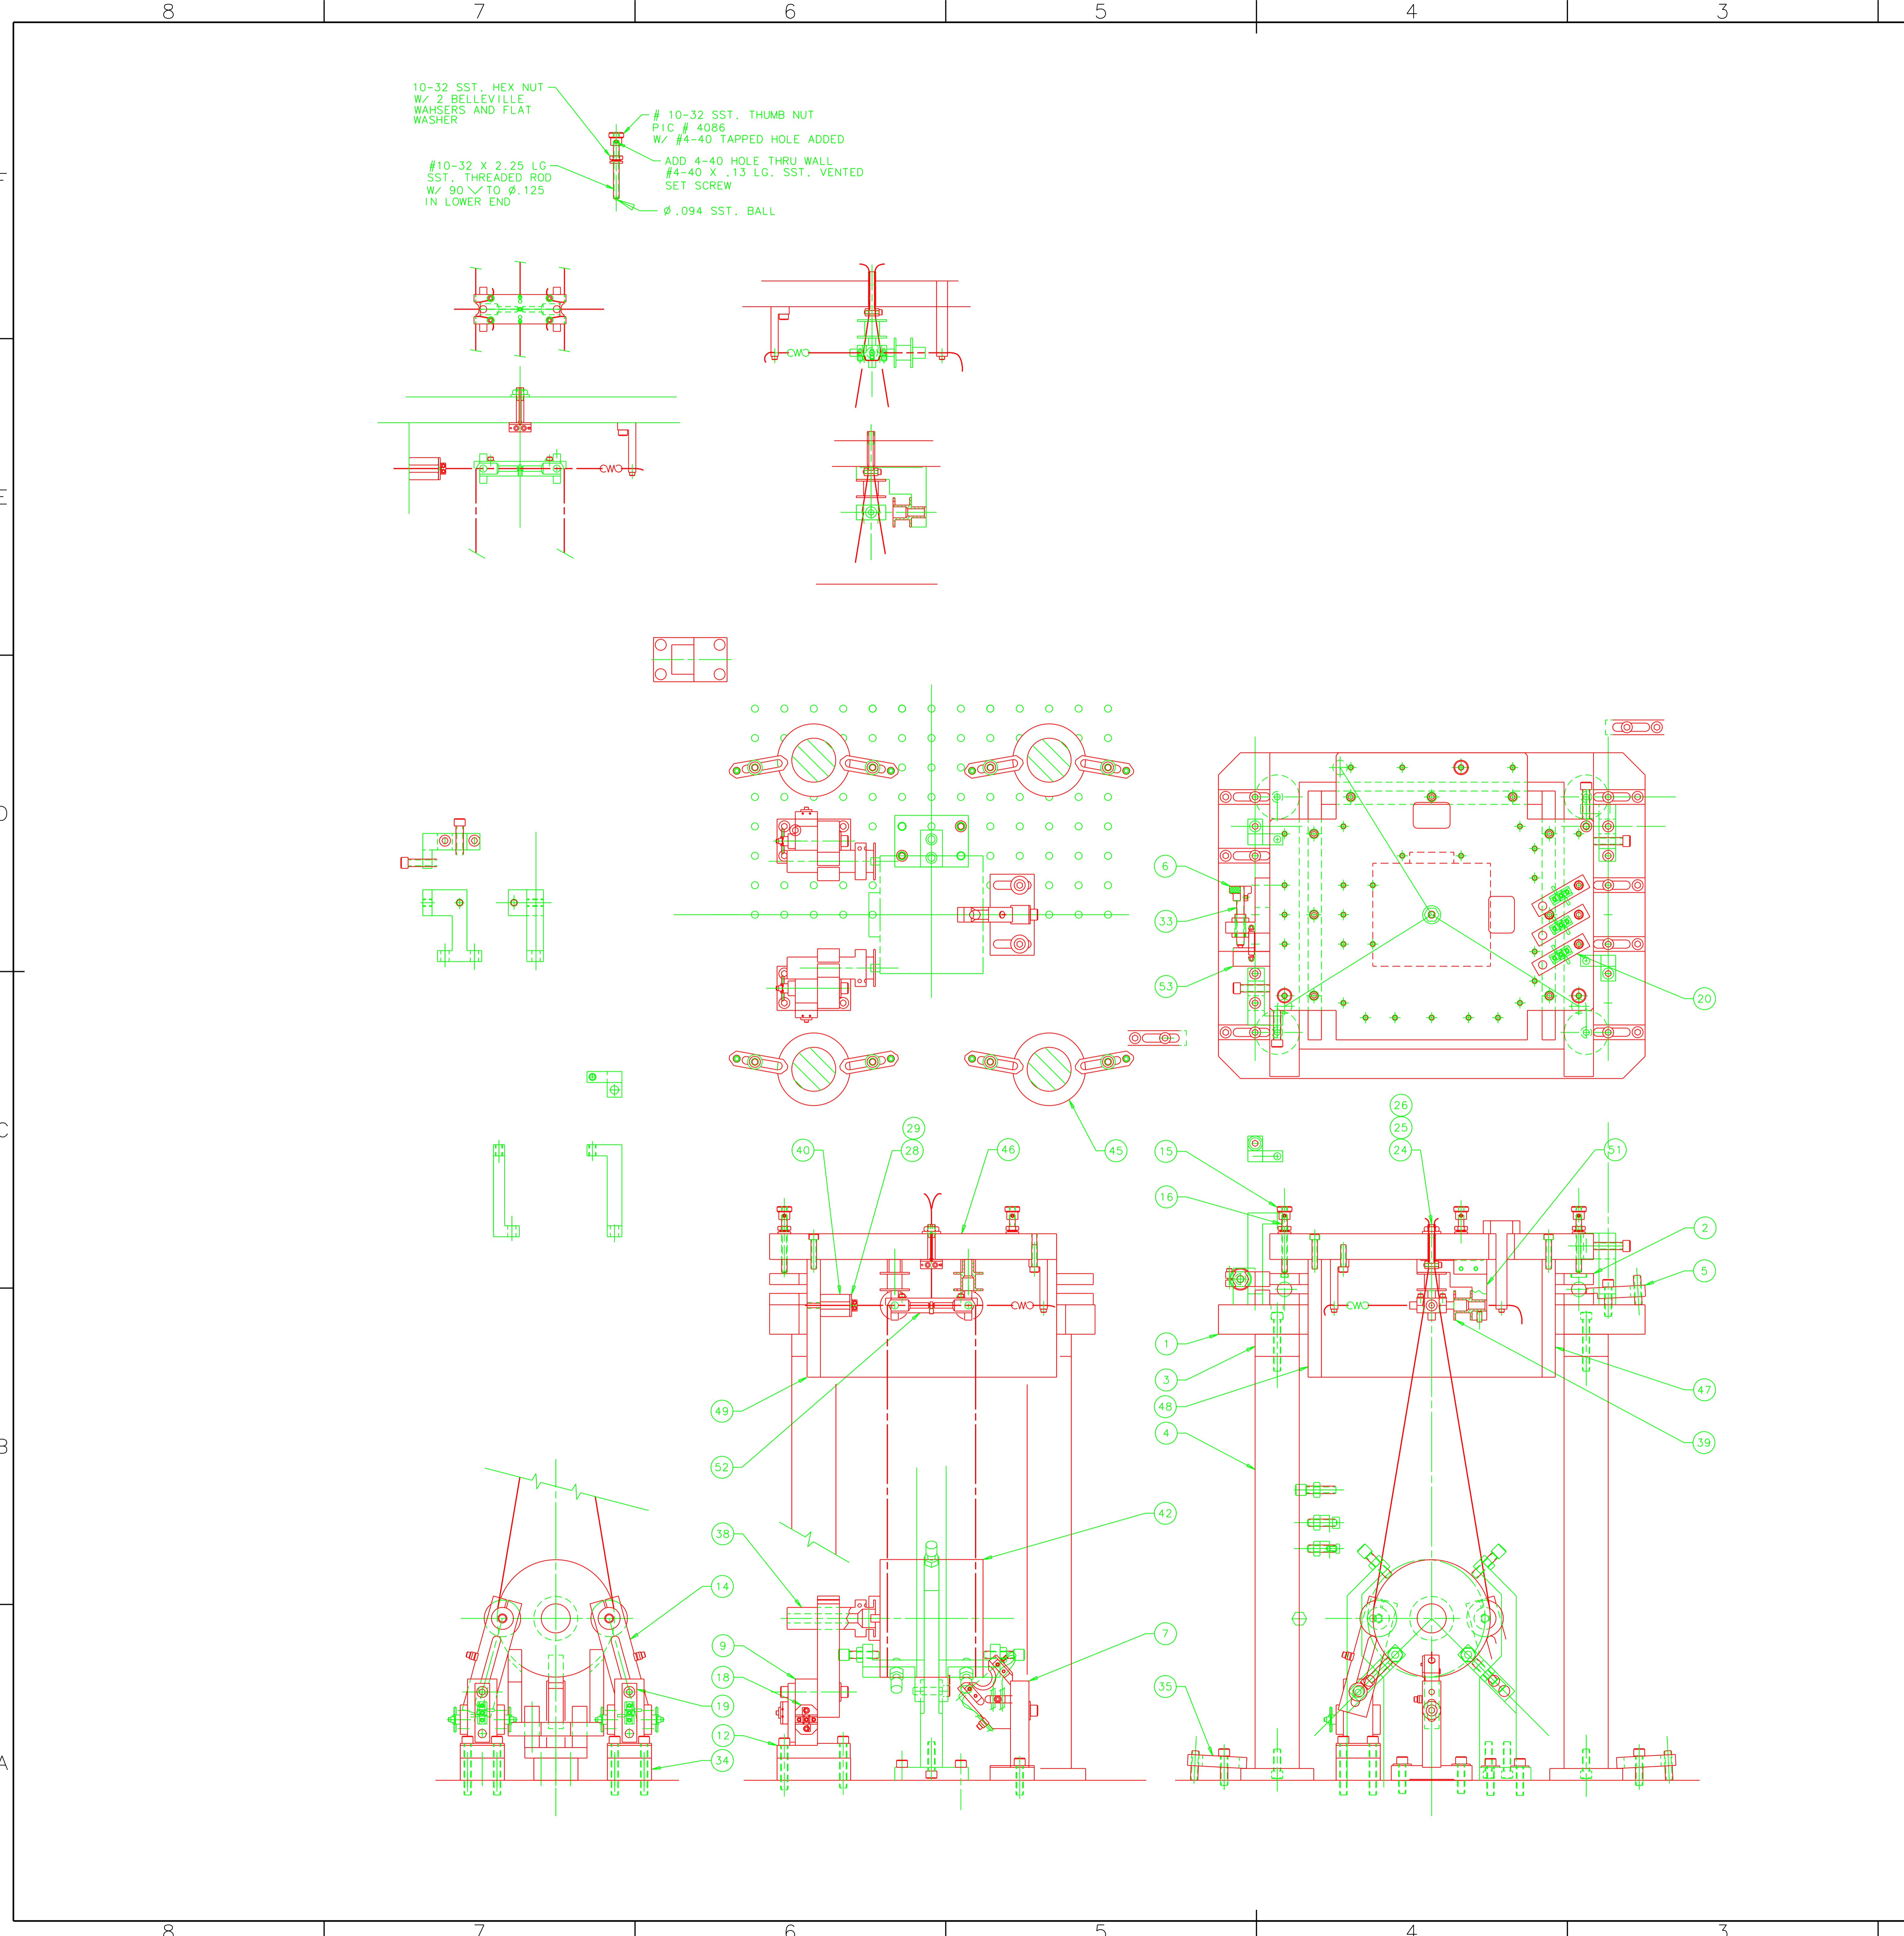 8 7 6 5 4 3
10-32 SST. HEX NUT
W/ 2 BELLEVILLE
WAHSERS AND FLAT
WASHER
# 10-32 SST. THUMB NUT
PIC # 4086
W/ #4-40 TAPPED HOLE ADDED
ADD 4-40 HOLE THRU WALL
#4-40 X .13 LG. SST. VENTED
SET SCREW
#10-32 X 2.25 LG
SST. THREADED ROD
W/ 90 TO Ø.125
IN LOWER END
Ø.094 SST. BALL
F
E
D
6
33
53
20
C
26
29
25
40
28
46
45
15
24
51
16
2
5
1
3
47
48
49
4
39
B
52
42
38
14
7
9
18
35
19
12
34
A
8 7 6 5 4 3